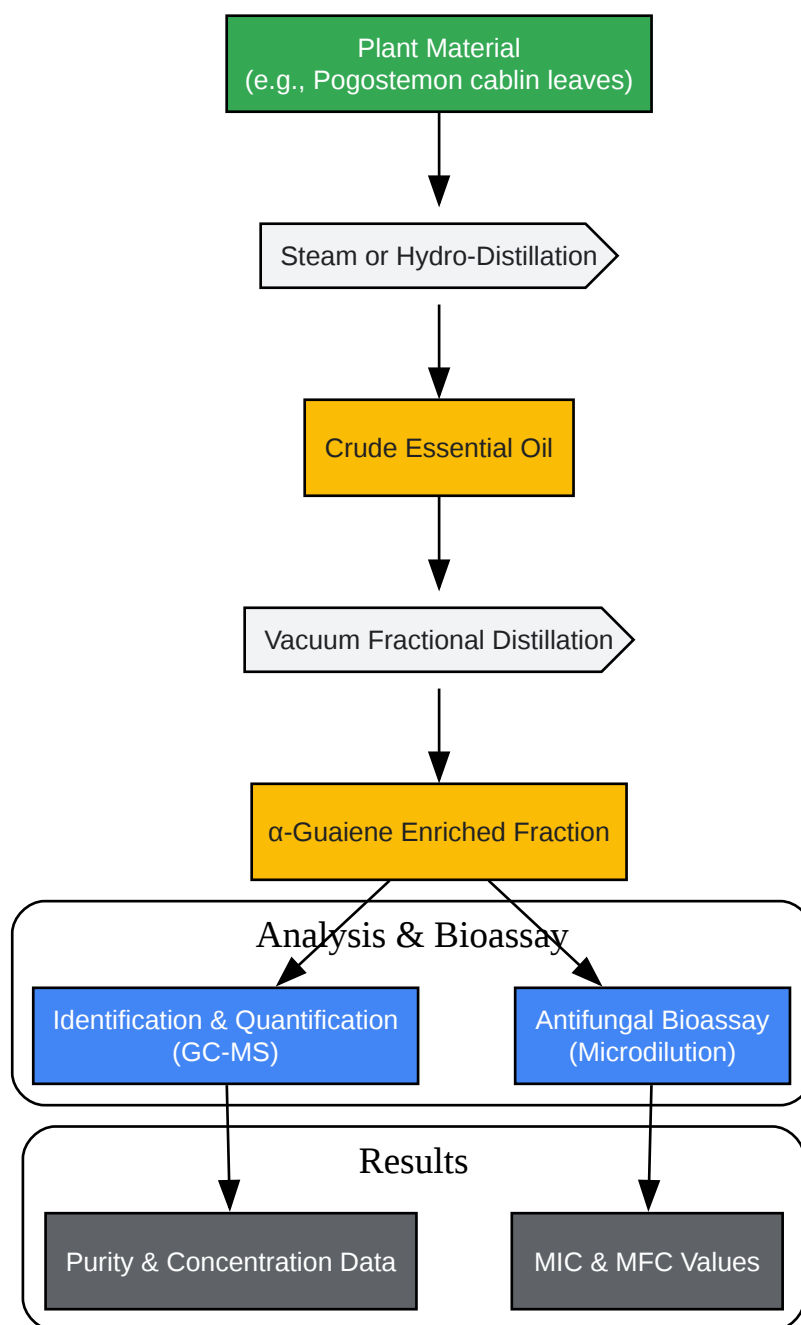 Plant Material
(e.g., Pogostemon cablin leaves)
Steam or Hydro-Distillation
Crude Essential Oil
Vacuum Fractional Distillation
α-Guaiene Enriched Fraction
Analysis & Bioassay
Identification & Quantification
(GC-MS)
Antifungal Bioassay
(Microdilution)
Results
Purity & Concentration Data
MIC & MFC Values